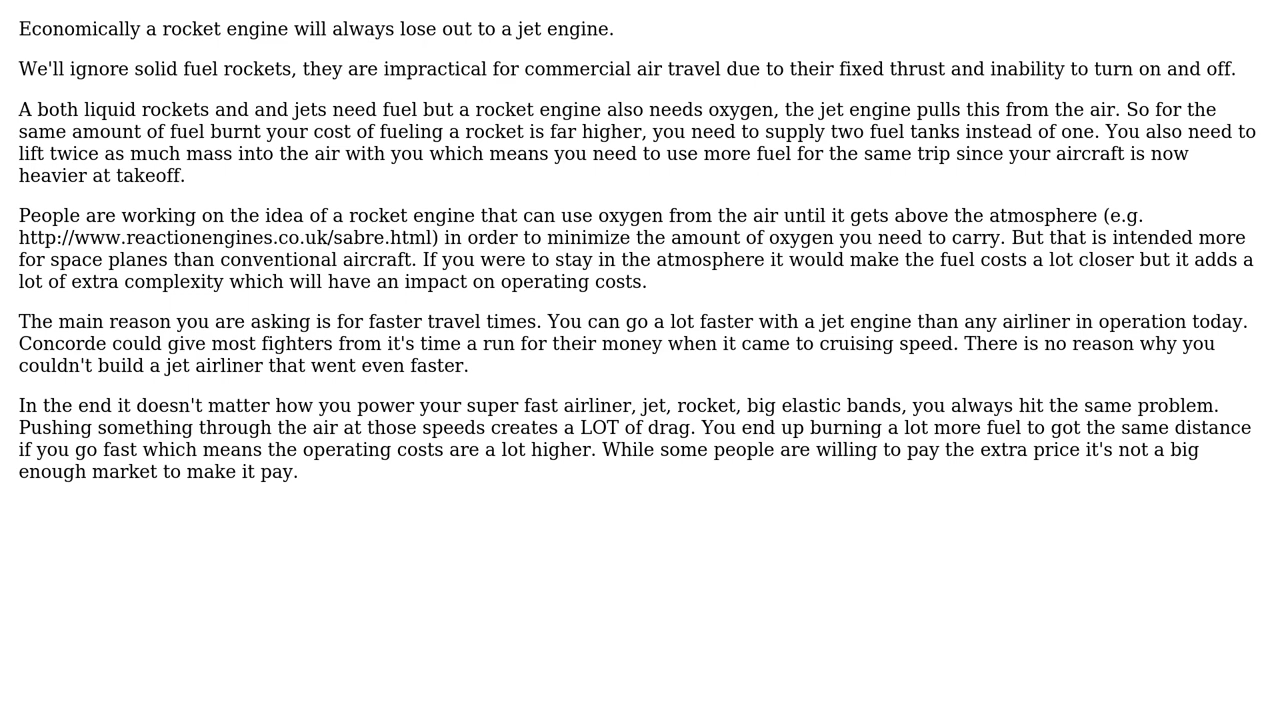 Economically a rocket engine will always lose out to a jet engine.
We'll ignore solid fuel rockets, they are impractical for commercial air travel due to their fixed thrust and inability to turn on and off.
A both liquid rockets and and jets need fuel but a rocket engine also needs oxygen, the jet engine pulls this from the air. So for the
same amount of fuel burnt your cost of fueling a rocket is far higher, you need to supply two fuel tanks instead of one. You also need to
lift twice as much mass into the air with you which means you need to use more fuel for the same trip since your aircraft is now
heavier at takeoff.
People are working on the idea of a rocket engine that can use oxygen from the air until it gets above the atmosphere (e.g.
http://www.reactionengines.co.uk/sabre.html) in order to minimize the amount of oxygen you need to carry. But that is intended more
for space planes than conventional aircraft. If you were to stay in the atmosphere it would make the fuel costs a lot closer but it adds a
lot of extra complexity which will have an impact on operating costs.
The main reason you are asking is for faster travel times. You can go a lot faster with a jet engine than any airliner in operation today.
Concorde could give most fighters from it's time a run for their money when it came to cruising speed. There is no reason why you
couldn't build a jet airliner that went even faster.
In the end it doesn't matter how you power your super fast airliner, jet, rocket, big elastic bands, you always hit the same problem.
Pushing something through the air at those speeds creates a LOT of drag. You end up burning a lot more fuel to got the same distance
if you go fast which means the operating costs are a lot higher. While some people are willing to pay the extra price it's not a big
enough market to make it pay.